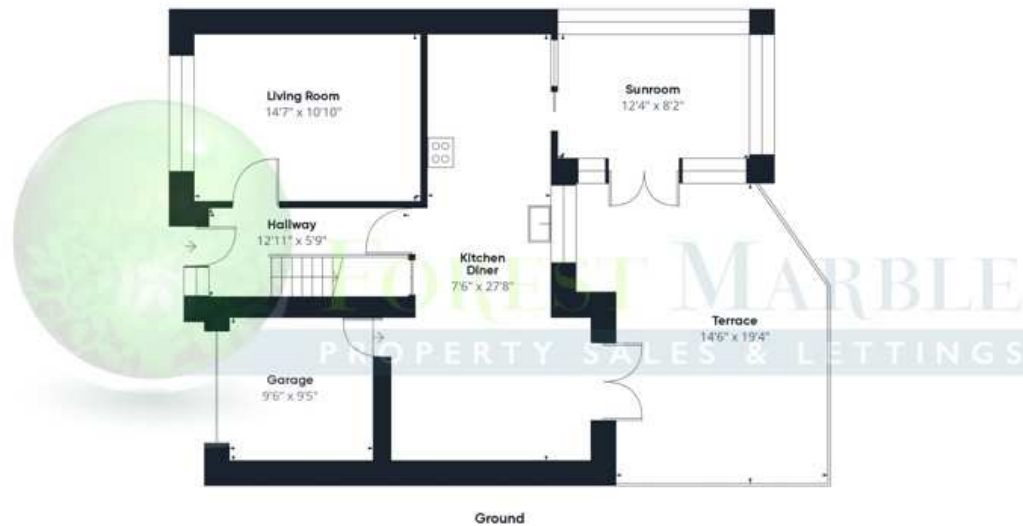 Living Room
14'7" x 10'10"
Sunroom
12'4" x 8'2"
Hallway
12'11" x 5'9"
Kitchen
Diner
7'6" x 27'8"
FOREST MARBLE
PROPERTY SALES & LETTINGS
Terrace
14'6" x 19'4"
Garage
9'6" x 9'5"
Ground